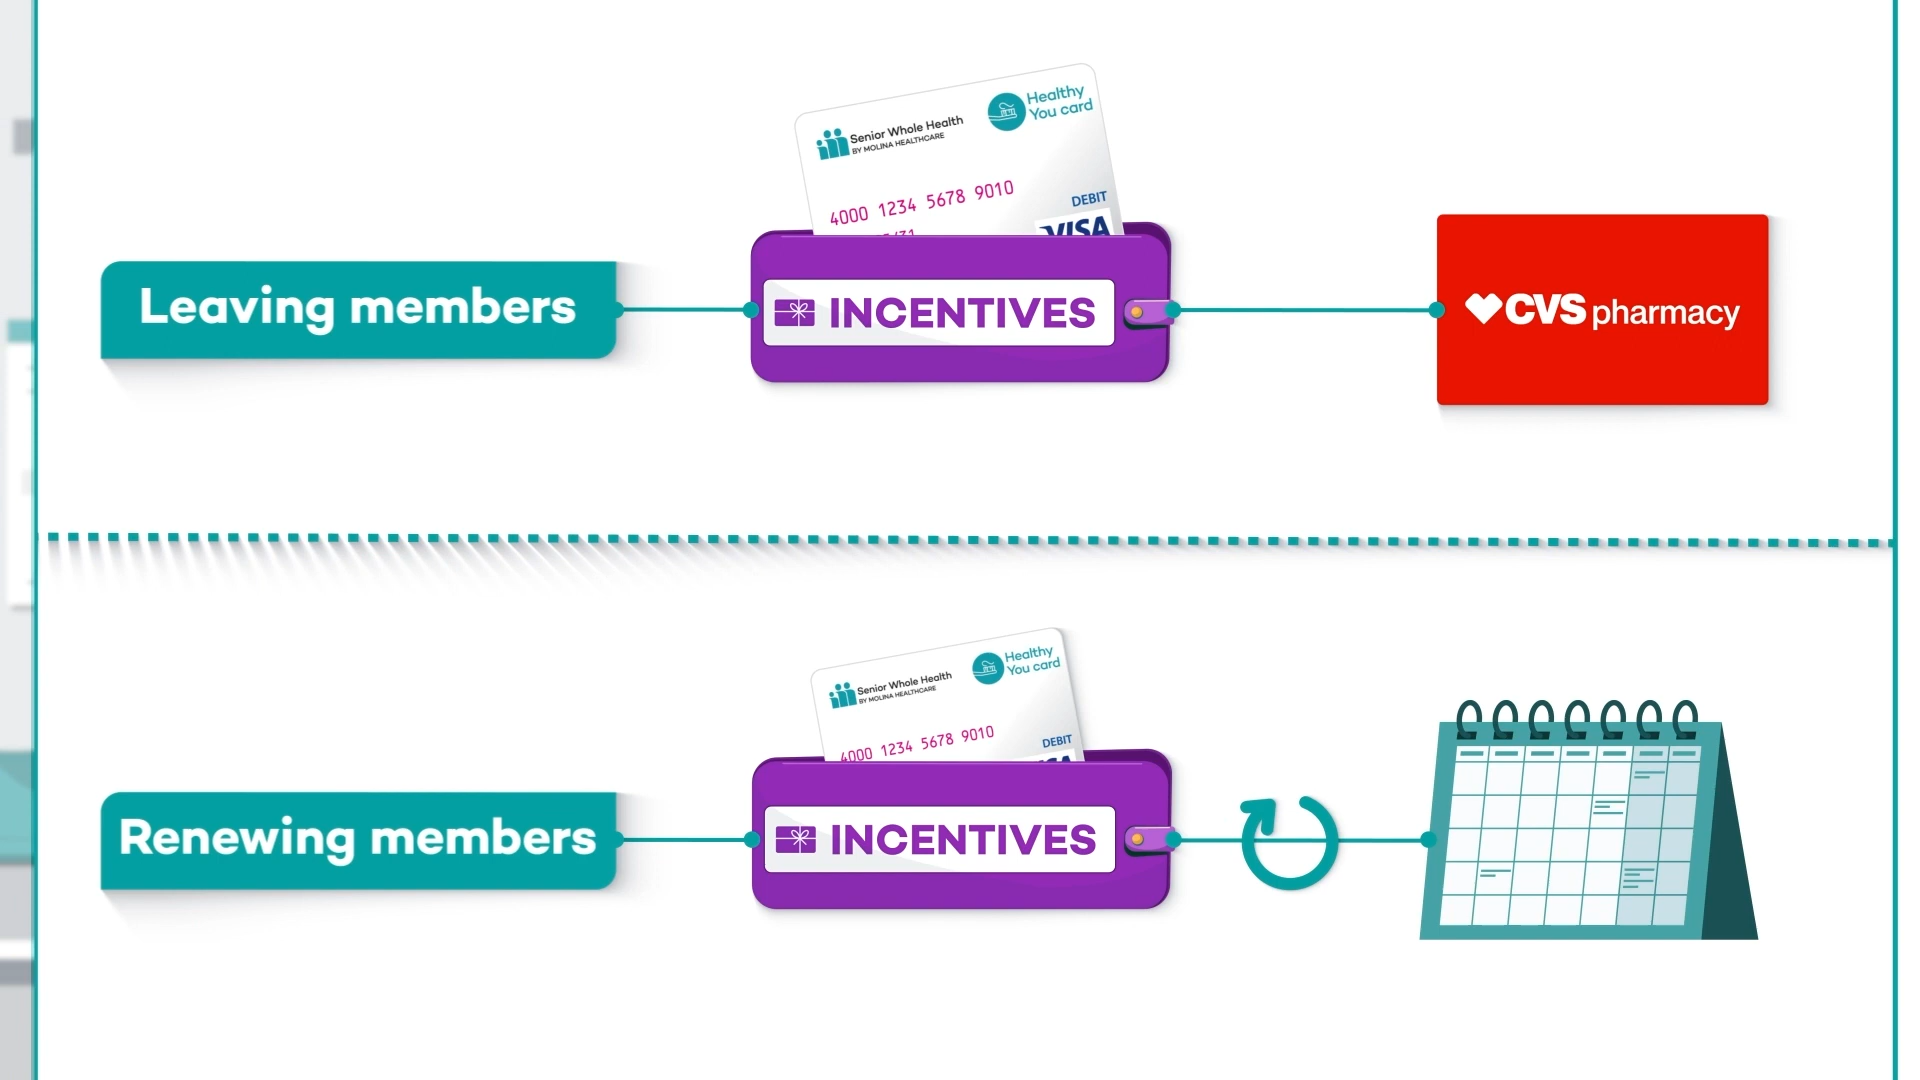 Healthy
You card
Senior Whole Health
BY MOLINA HEALTHCARE
4000 1234 5678 9010
DEBIT
VISA
Leaving members
INCENTIVES
CVS pharmacy
Healthy
You card
Senior Whole Health
BY MOLINA HEALTHCARE
4000 1234 5678 9010
DEBIT
Renewing members
INCENTIVES